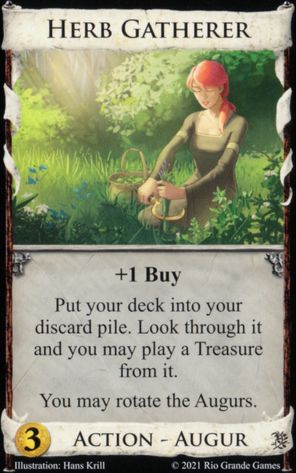 HERB GATHERER
+1 Buy
Put your deck into your
discard pile. Look through it
and you may play a Treasure
from it.
You may rotate the Augurs.
3 ACTION - AUGUR
Illustration: Hans Krill © 2021 Rio Grande Games